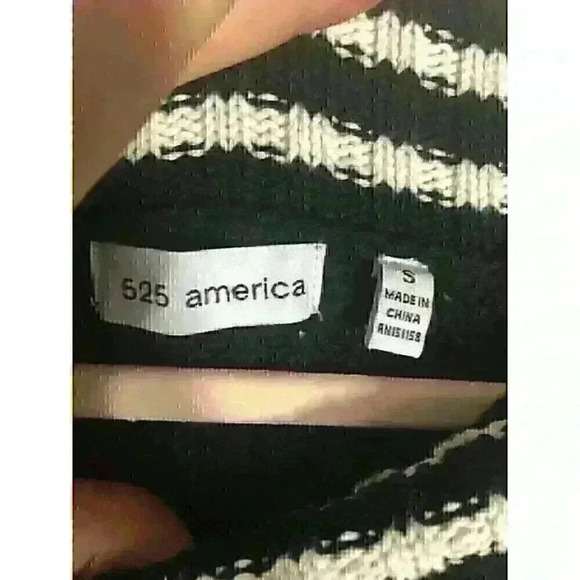 525 america
S
MADE IN
CHINA
RN151158